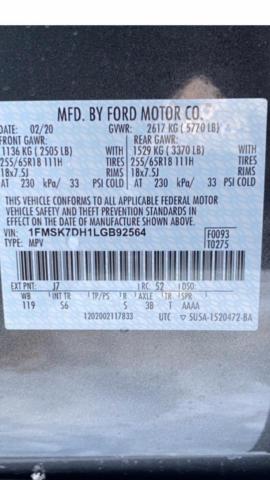 MFD. BY FORD MOTOR CO.
DATE: 02/20 GVWR: 2617 KG ( 5770 LB)
FRONT GAWR: REAR GAWR:
1136 KG ( 2505 LB) 1529 KG ( 3370 LB)
255/65R18 111H TIRES 255/65R18 111H TIRES
18x7.5J RIMS 18x7.5J RIMS
AT 230 kPa/ 33 PSI COLD AT 230 kPa/ 33 PSI COLD
THIS VEHICLE CONFORMS TO ALL APPLICABLE FEDERAL MOTOR
VEHICLE SAFETY AND THEFT PREVENTION STANDARDS IN EFFECT
ON THE DATE OF MANUFACTURE SHOWN ABOVE.
VIN: 1FMSK7DH1LGB92564 F0093
TYPE: MPV T0275
EXT PNT: J7 RC: 52 DSO:
WB INT TR TP/PS R AXLE TR SPR
119 S6 5 3B T AAAA
1202002117833 UTC ▽ 5U5A-1520472-BA